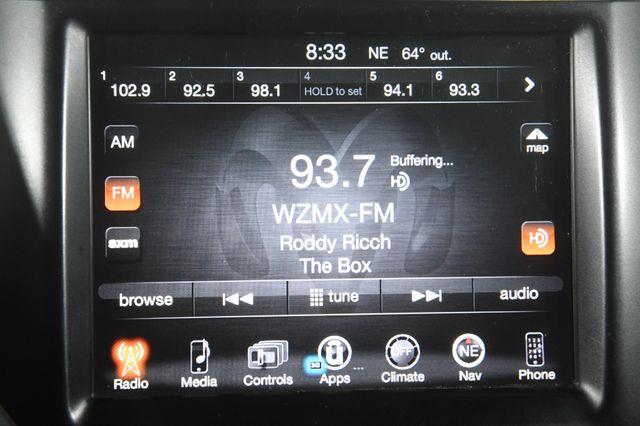 8:33 NE 64° out.
1 2 3 4 5 6
102.9 92.5 98.1 HOLD to set 94.1 93.3
AM
map
93.7 Buffering...
HD
FM
WZMX-FM
HD
sxm
Roddy Ricch
The Box
browse tune audio
U
3G ...
OFF
NE
Radio Media Controls Apps Climate Nav Phone